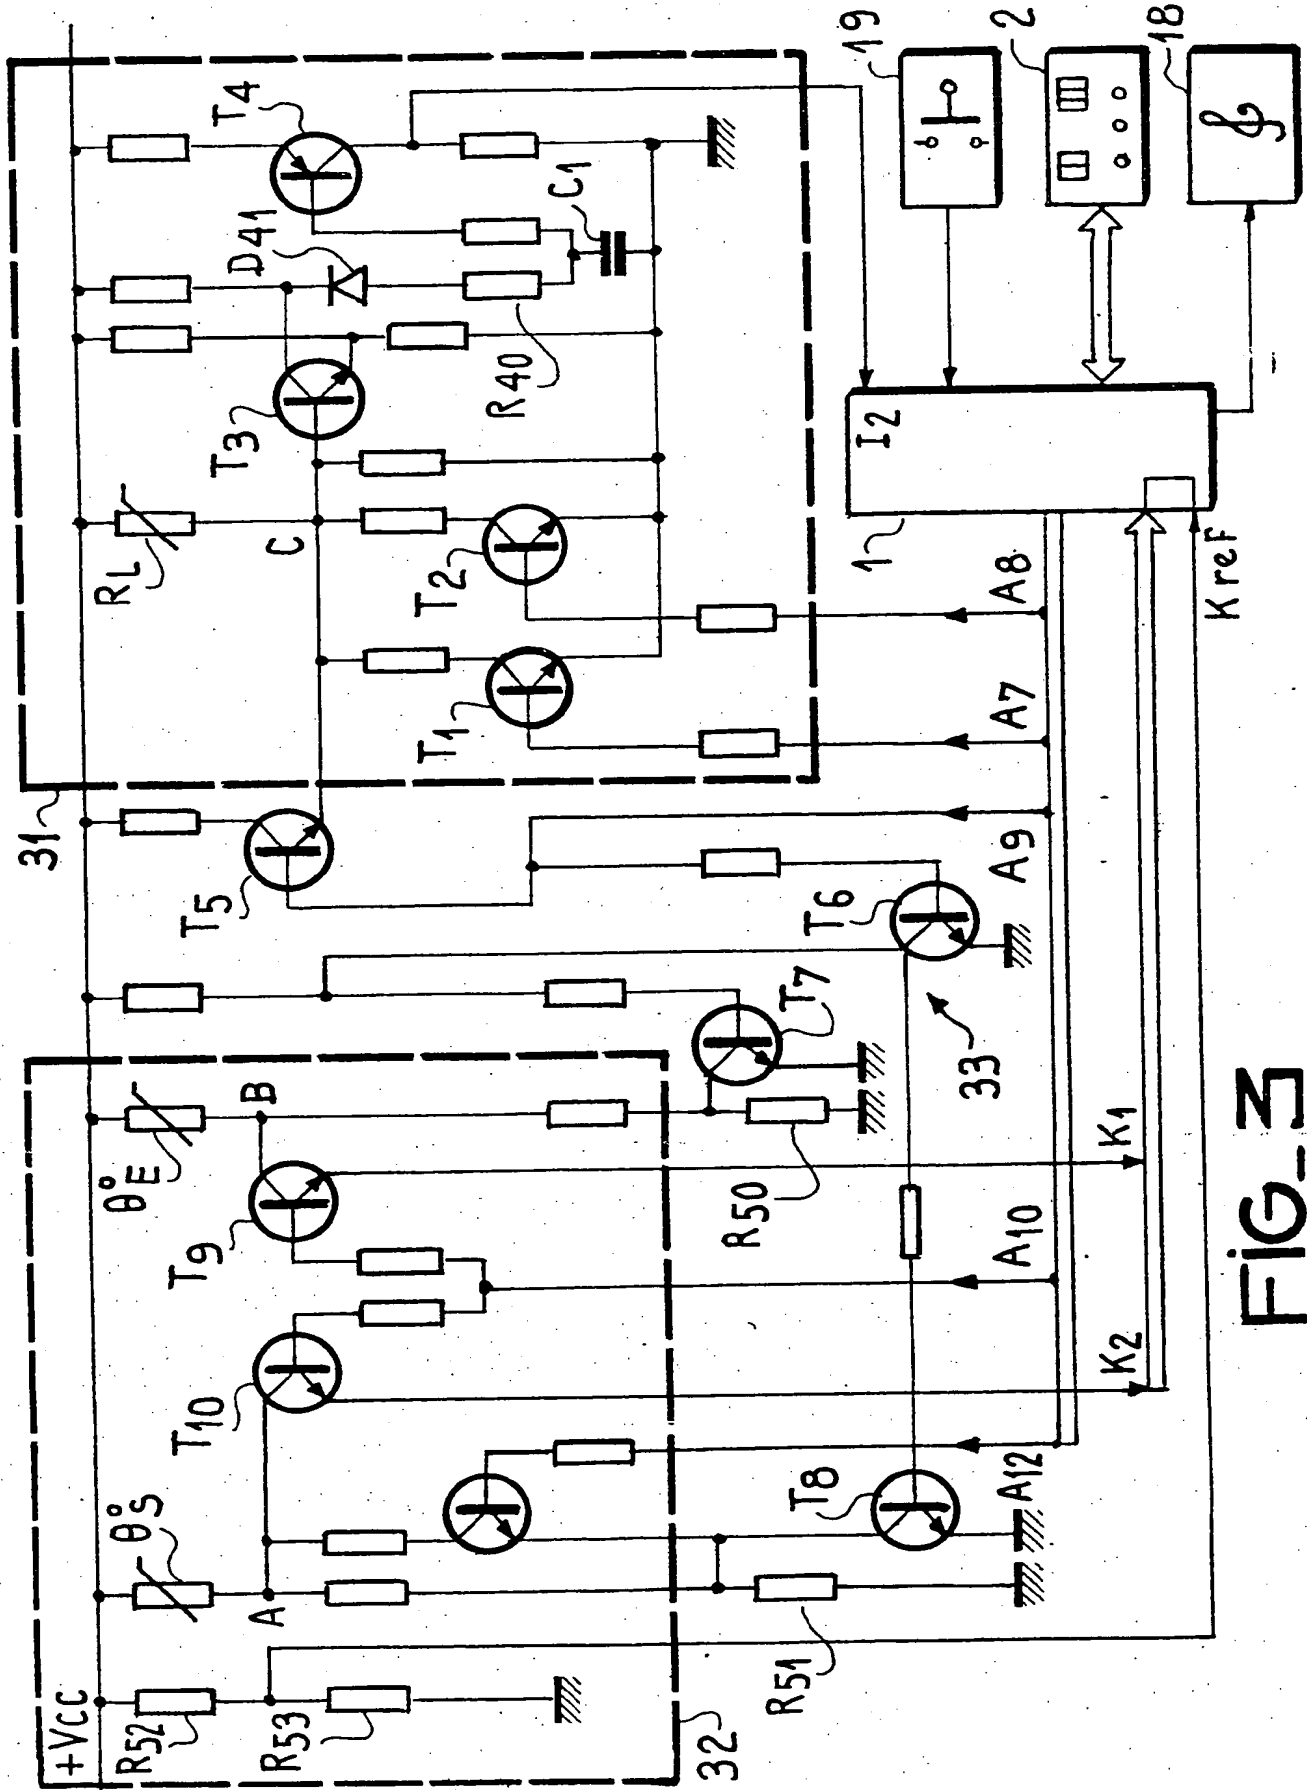 +Vcc
R52
R53
32
θ°S
A
T10
T9
θ°E
B
R51
T8
A12
K2
A10
R50
K1
T7
33
T6
A9
T5
31
T1
A7
T2
A8
RL
C
T3
R40
D41
T4
C1
1
I2
Kref
19
2
18
FIG_3